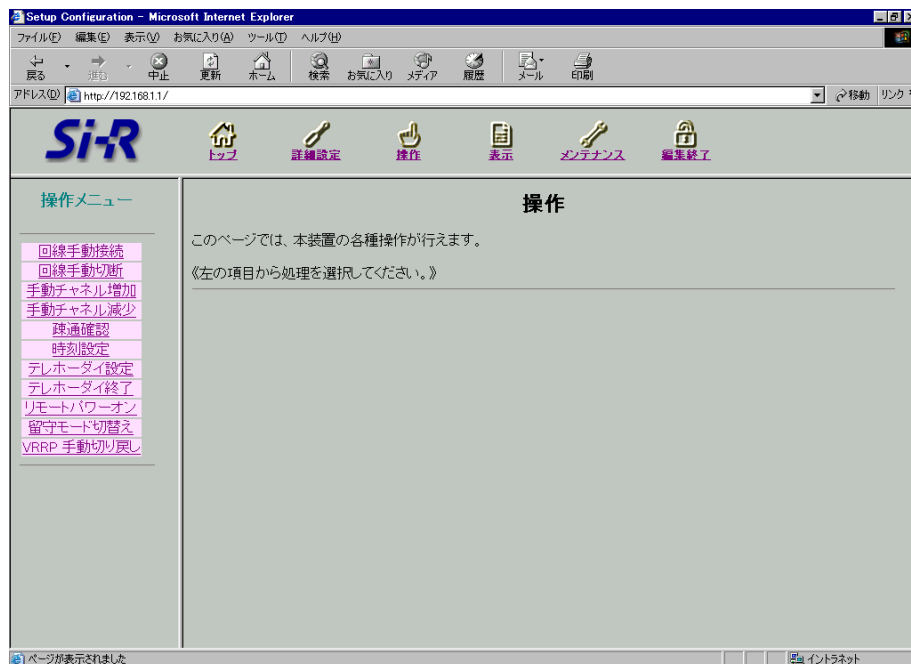 Setup Configuration - Microsoft Internet Explorer
ファイル(F) 編集(E) 表示(V) お気に入り(A) ツール(T) ヘルプ(H)
戻る 進む 中止 更新 ホーム 検索 お気に入り メディア 履歴 メール 印刷
アドレス(D) http://192.168.1.1/ 移動 リンク
Si-R
トップ 詳細設定 操作 表示 メンテナンス 編集終了
操作メニュー
回線手動接続
回線手動切断
手動チャネル増加
手動チャネル減少
疎通確認
時刻設定
テレホーダイ設定
テレホーダイ終了
リモートパワーオン
留守モード切替え
VRRP 手動切り戻し
操作
このページでは、本装置の各種操作が行えます。
《左の項目から処理を選択してください。》
ページが表示されました
イントラネット